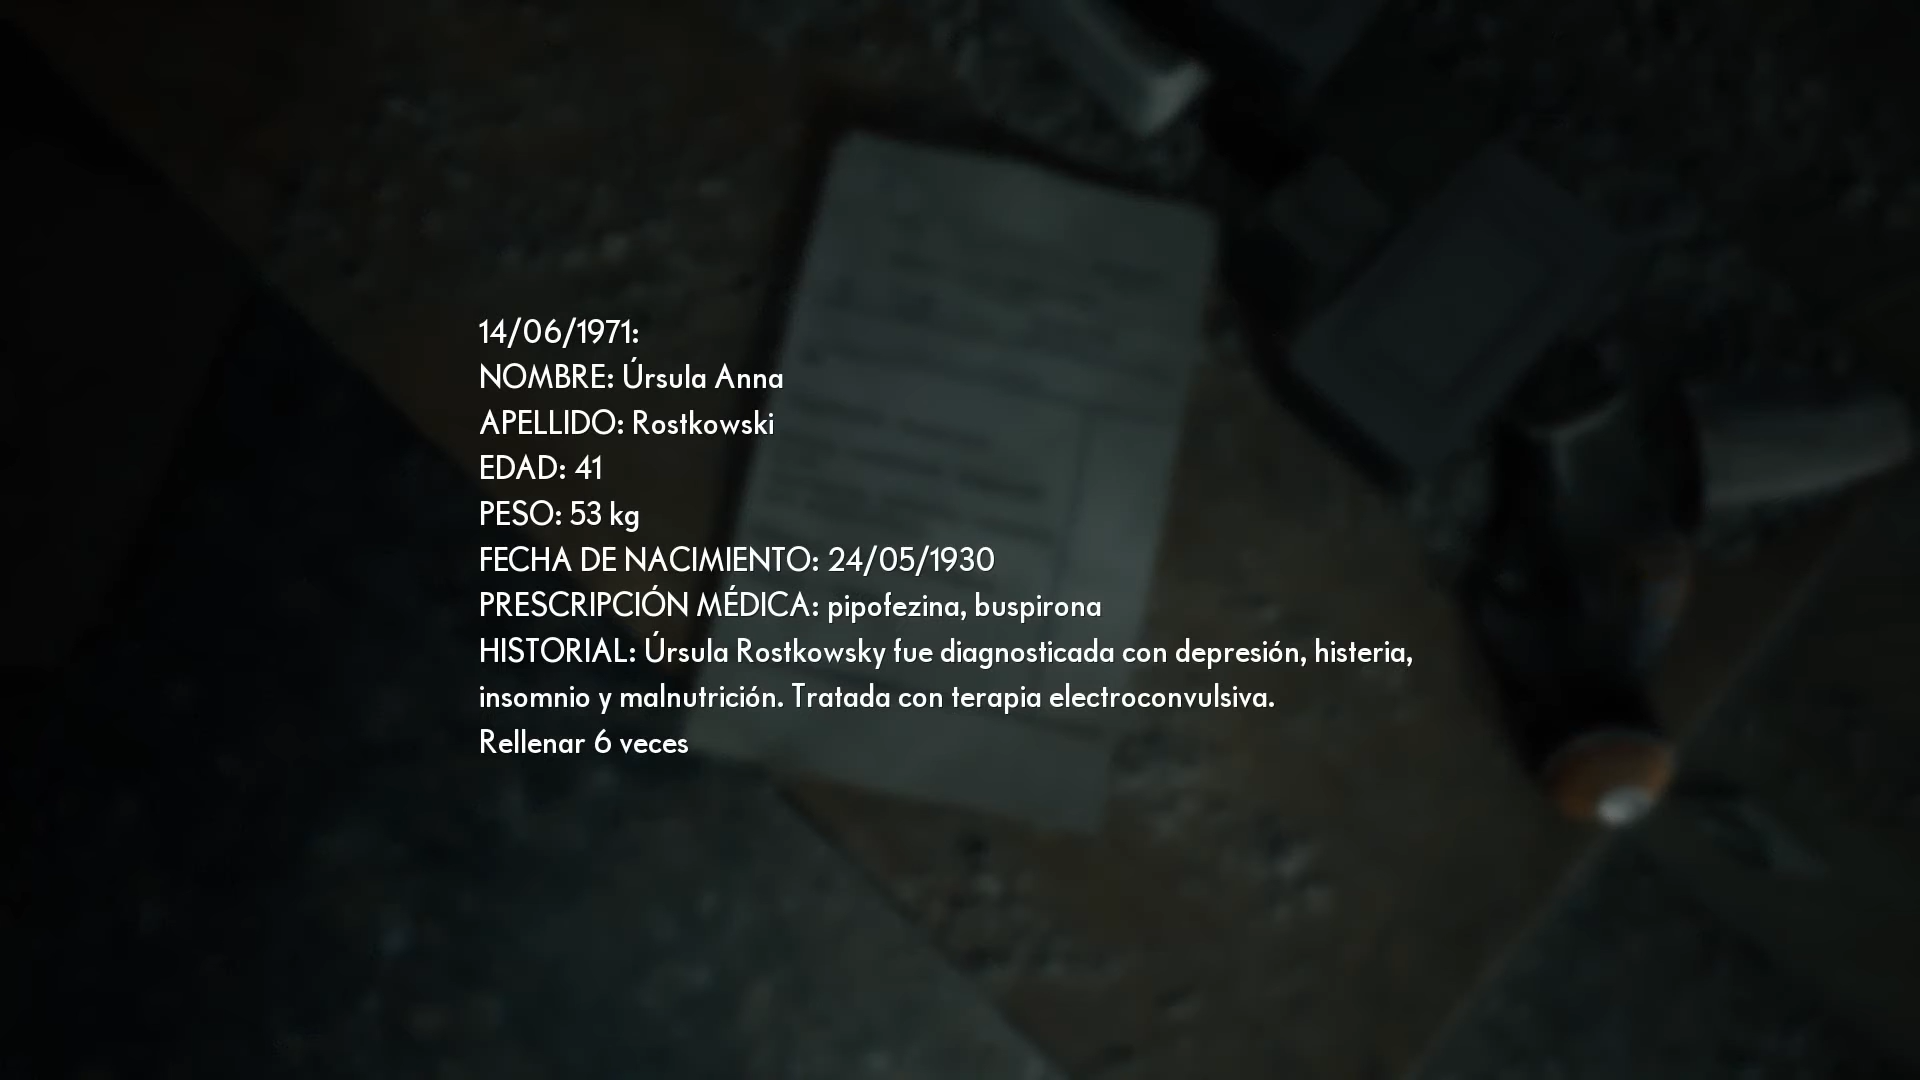 14/06/1971:
NOMBRE: Úrsula Anna
APELLIDO: Rostkowski
EDAD: 41
PESO: 53 kg
FECHA DE NACIMIENTO: 24/05/1930
PRESCRIPCIÓN MÉDICA: pipofezina, buspirona
HISTORIAL: Úrsula Rostkowsky fue diagnosticada con depresión, histeria,
insomnio y malnutrición. Tratada con terapia electroconvulsiva.
Rellenar 6 veces